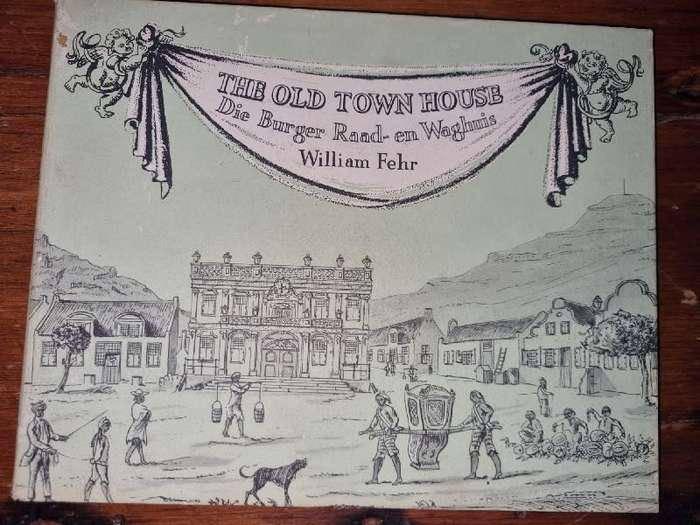 THE OLD TOWN HOUSE
Die Burger Raad-en Waghuis
William Fehr